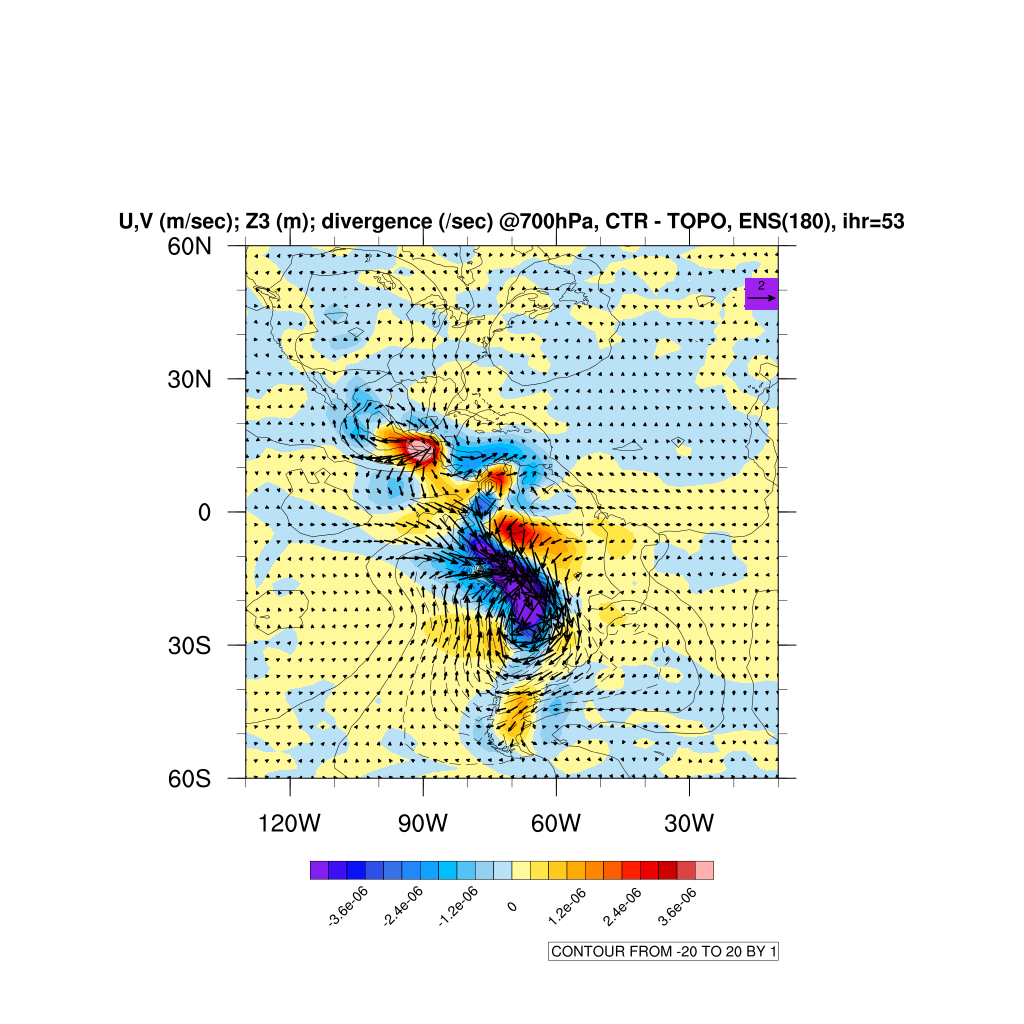 U,V (m/sec); Z3 (m); divergence (/sec) @700hPa, CTR - TOPO, ENS(180), ihr=53
60N
2
30N
0
30S
60S
120W 90W 60W 30W
-3.6e-06 -2.4e-06 -1.2e-06 0 1.2e-06 2.4e-06 3.6e-06
CONTOUR FROM -20 TO 20 BY 1